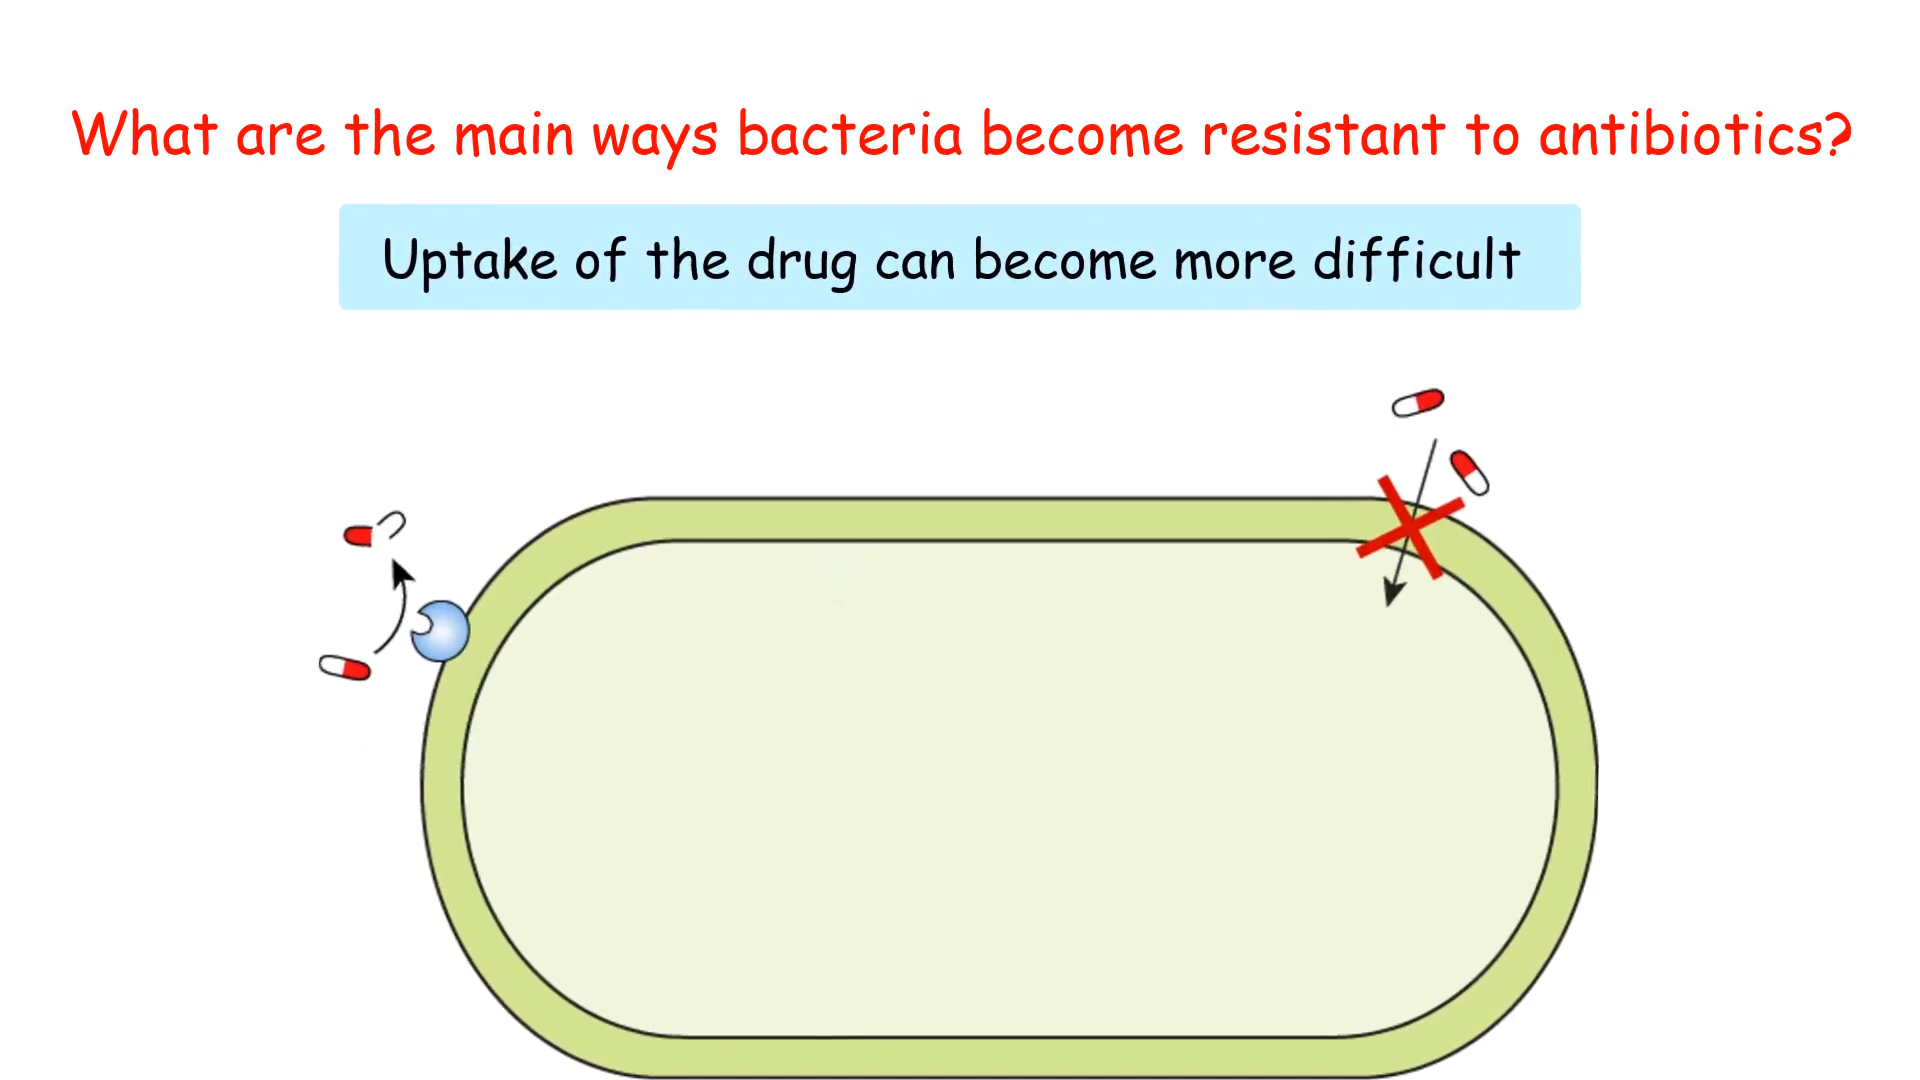 What are the main ways bacteria become resistant to antibiotics?
Uptake of the drug can become more difficult